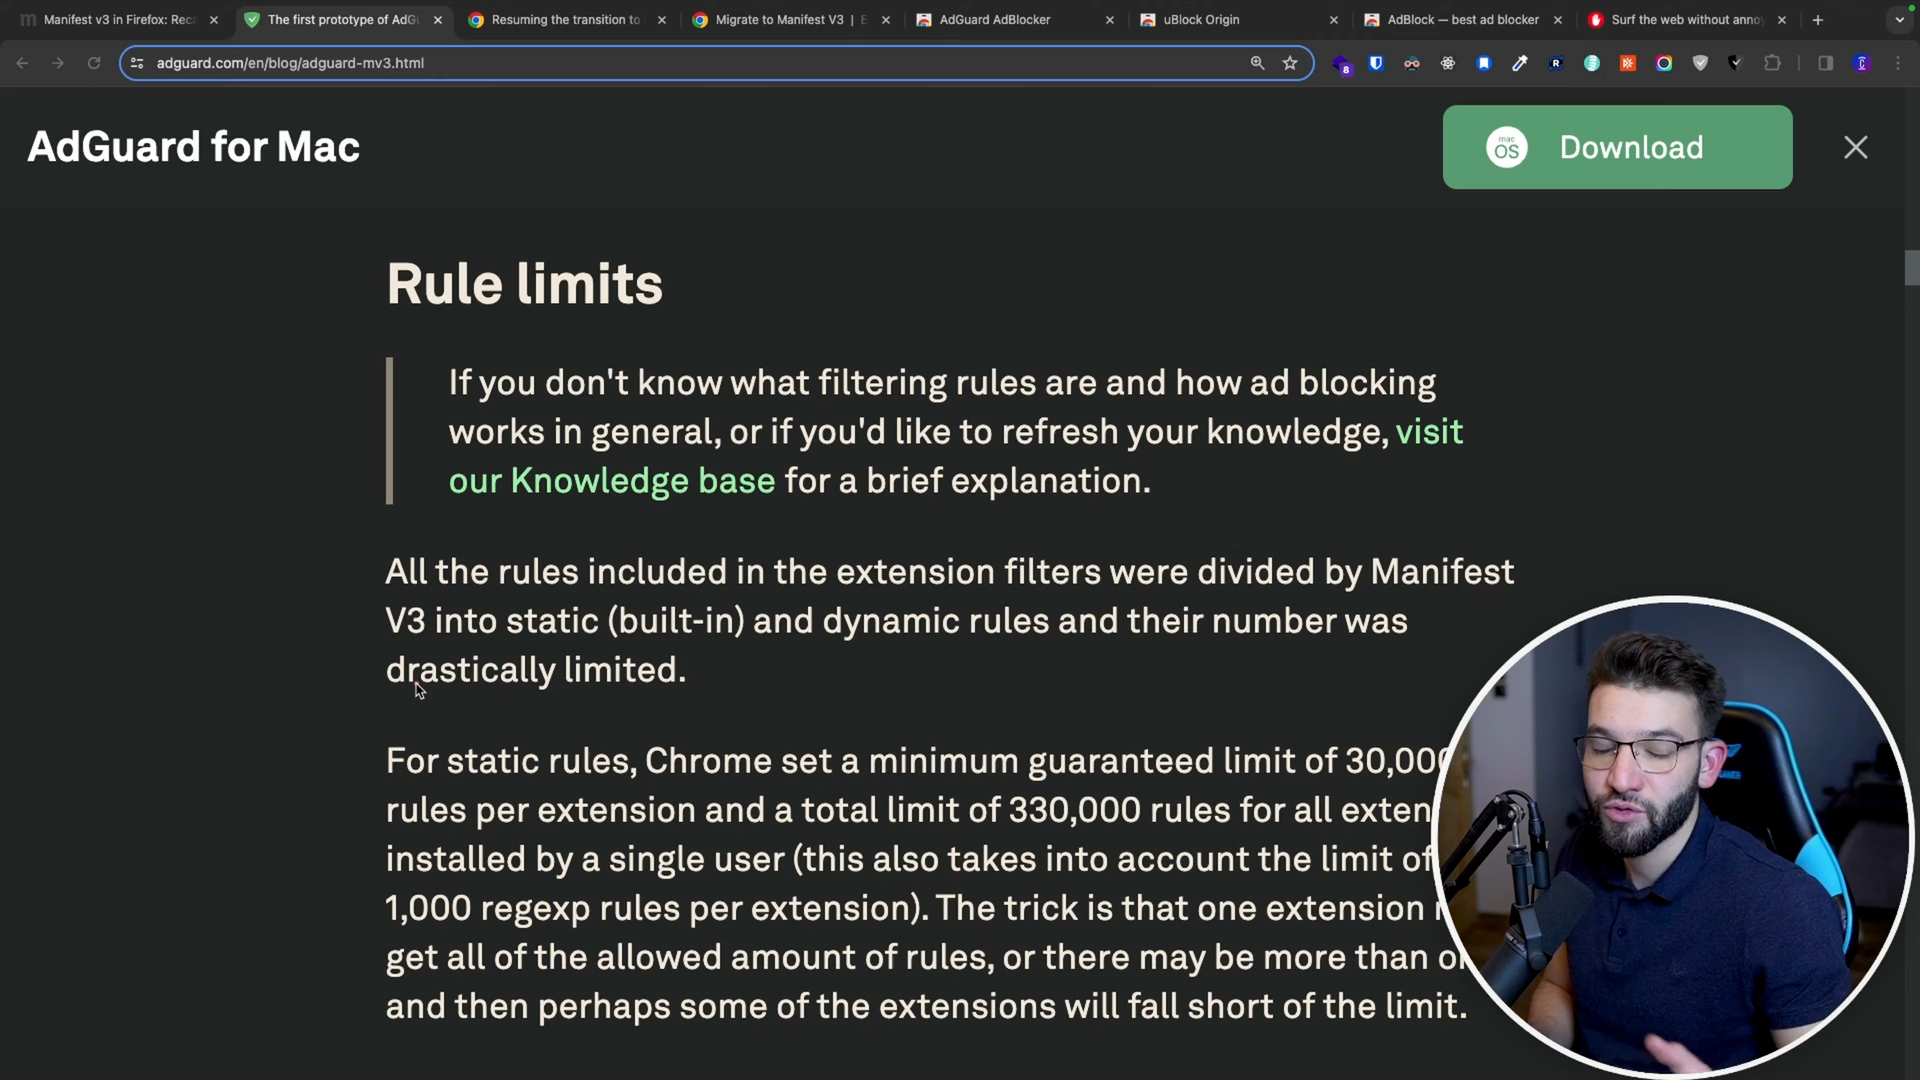 Manifest v3 in Firefox: Rec
The first prototype of AdG
Resuming the transition to
Migrate to Manifest V3 | E
AdGuard AdBlocker
uBlock Origin
AdBlock — best ad blocker
Surf the web without anno
adguard.com/en/blog/adguard-mv3.html
8
AdGuard for Mac
mac
OS
Download
Rule limits
If you don't know what filtering rules are and how ad blocking
works in general, or if you'd like to refresh your knowledge, visit
our Knowledge base for a brief explanation.
All the rules included in the extension filters were divided by Manifest
V3 into static (built-in) and dynamic rules and their number was
drastically limited.
For static rules, Chrome set a minimum guaranteed limit of 30,000
rules per extension and a total limit of 330,000 rules for all exten
installed by a single user (this also takes into account the limit of
1,000 regexp rules per extension). The trick is that one extension
get all of the allowed amount of rules, or there may be more than
and then perhaps some of the extensions will fall short of the limit.